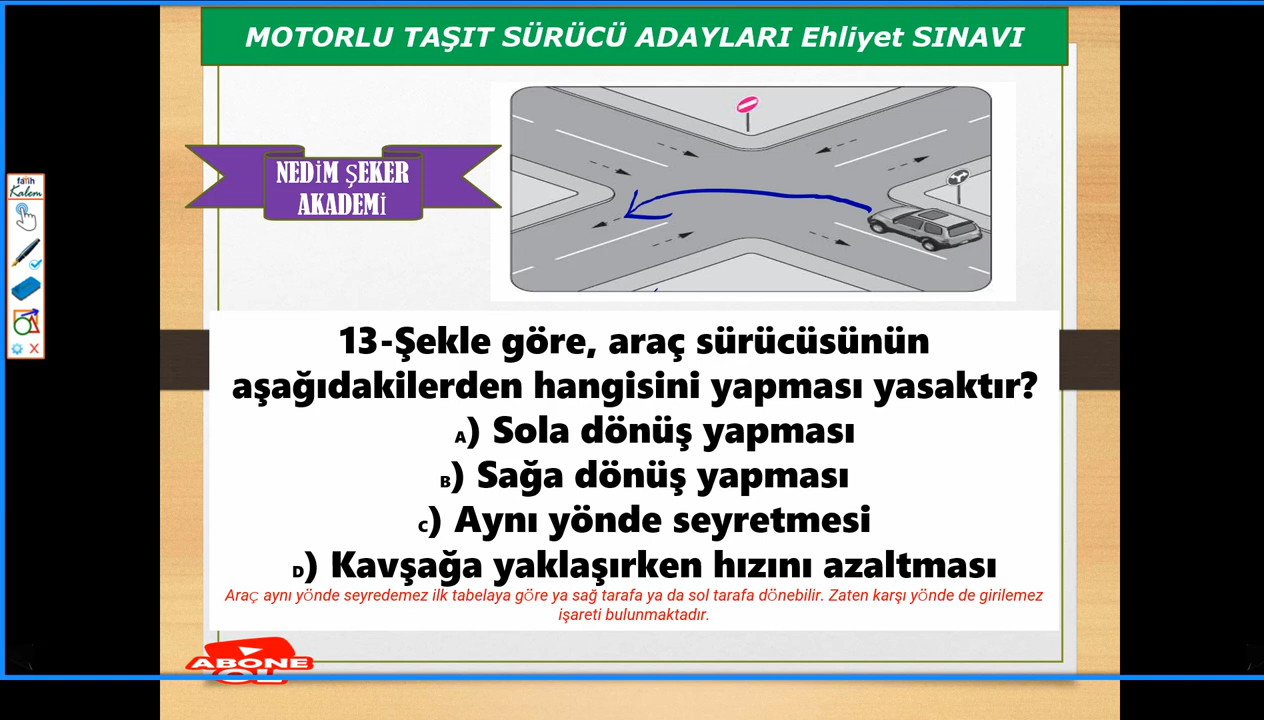 MOTORLU TAŞIT SÜRÜCÜ ADAYLARI Ehliyet SINAVI
fatih
Kalem
NEDİM ŞEKER
AKADEMİ
13-Şekle göre, araç sürücüsünün
aşağıdakilerden hangisini yapması yasaktır?
A) Sola dönüş yapması
B) Sağa dönüş yapması
C) Aynı yönde seyretmesi
D) Kavşağa yaklaşırken hızını azaltması
Araç aynı yönde seyredemez ilk tabelaya göre ya sağ tarafa ya da sol tarafa dönebilir. Zaten karşı yönde de girilemez
işareti bulunmaktadır.
ABONE
OL